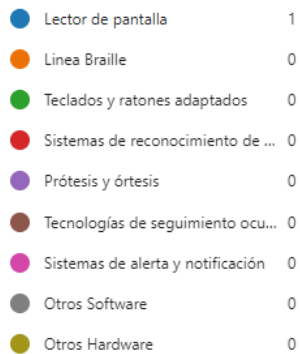 Lector de pantalla 1
Linea Braille 0
Teclados y ratones adaptados 0
Sistemas de reconocimiento de ... 0
Prótesis y órtesis 0
Tecnologías de seguimiento ocu... 0
Sistemas de alerta y notificación 0
Otros Software 0
Otros Hardware 0